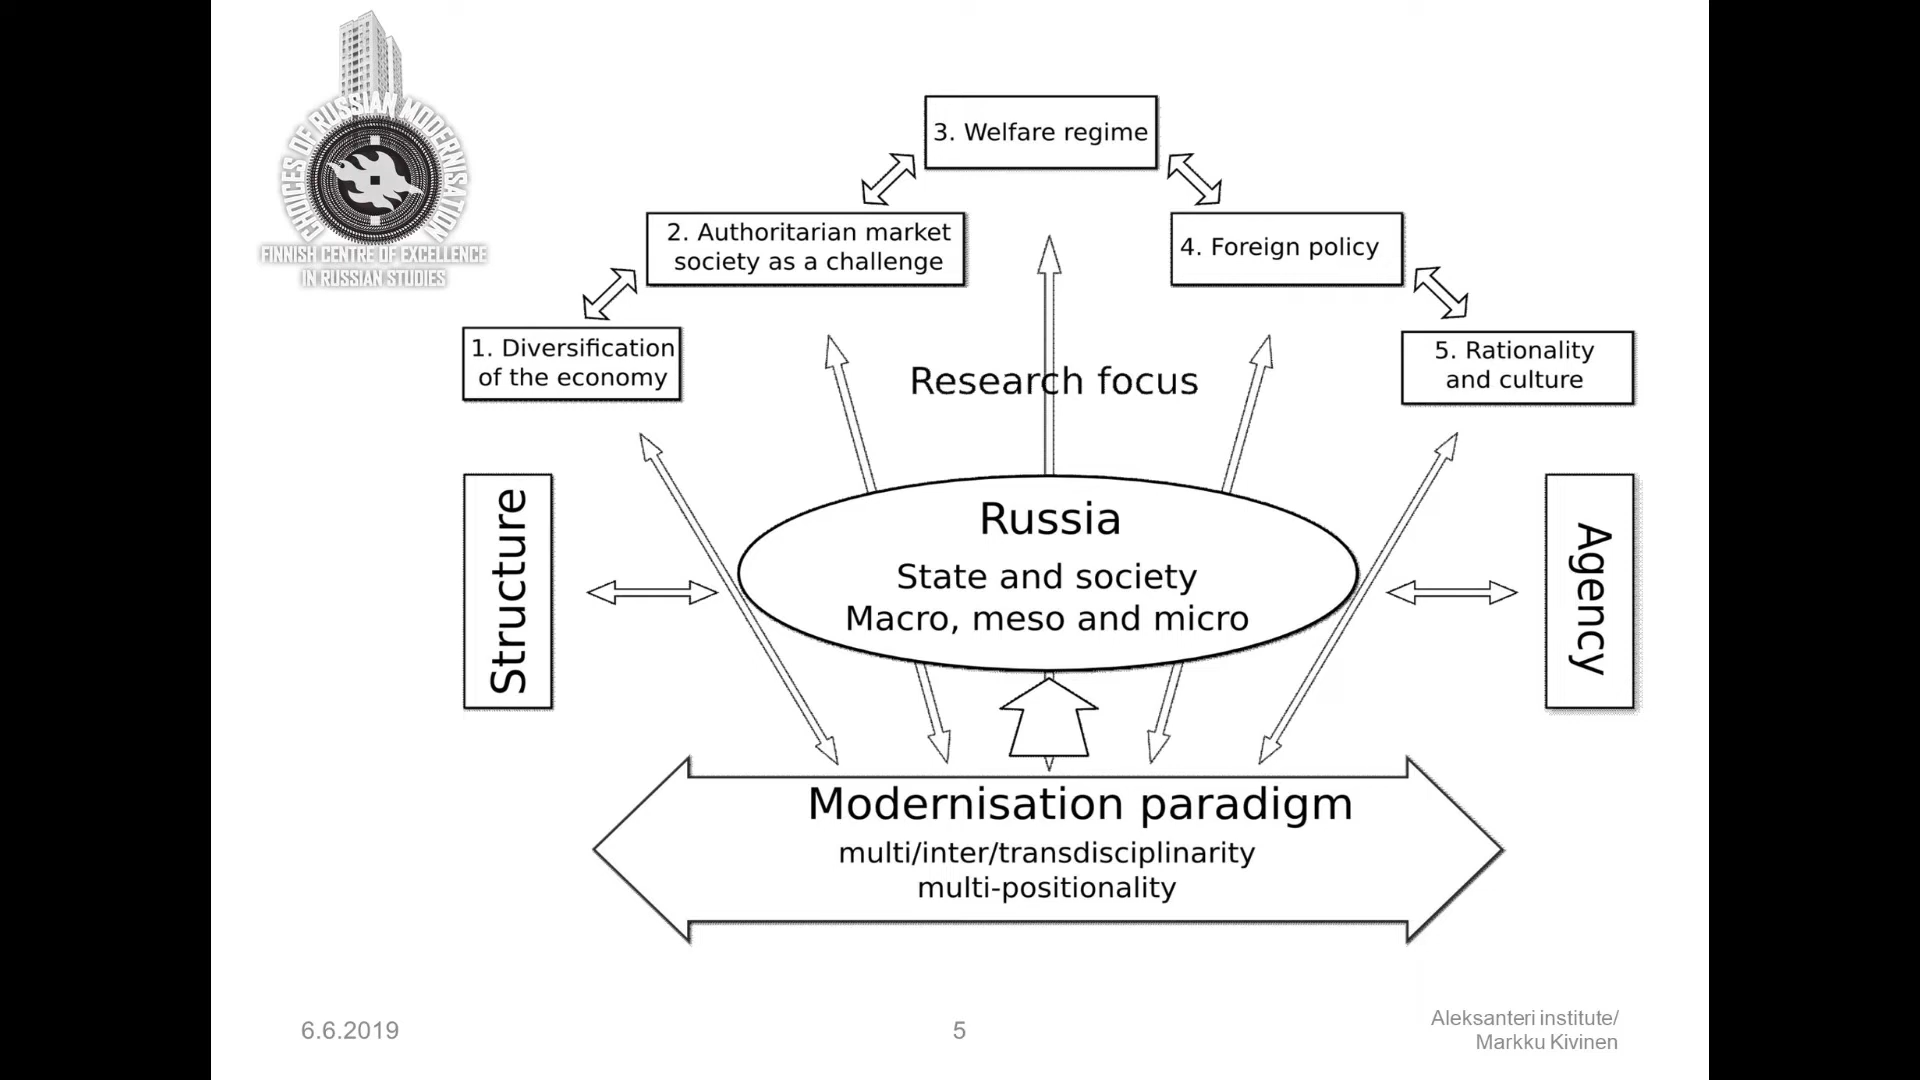 CHOICES OF RUSSIAN MODERNISATION
FINNISH CENTRE OF EXCELLENCE
IN RUSSIAN STUDIES
3. Welfare regime
2. Authoritarian market
society as a challenge
4. Foreign policy
1. Diversification
of the economy
5. Rationality
and culture
Research focus
Structure
Russia
State and society
Macro, meso and micro
Agency
Modernisation paradigm
multi/inter/transdisciplinarity
multi-positionality
6.6.2019
5
Aleksanteri institute/
Markku Kivinen